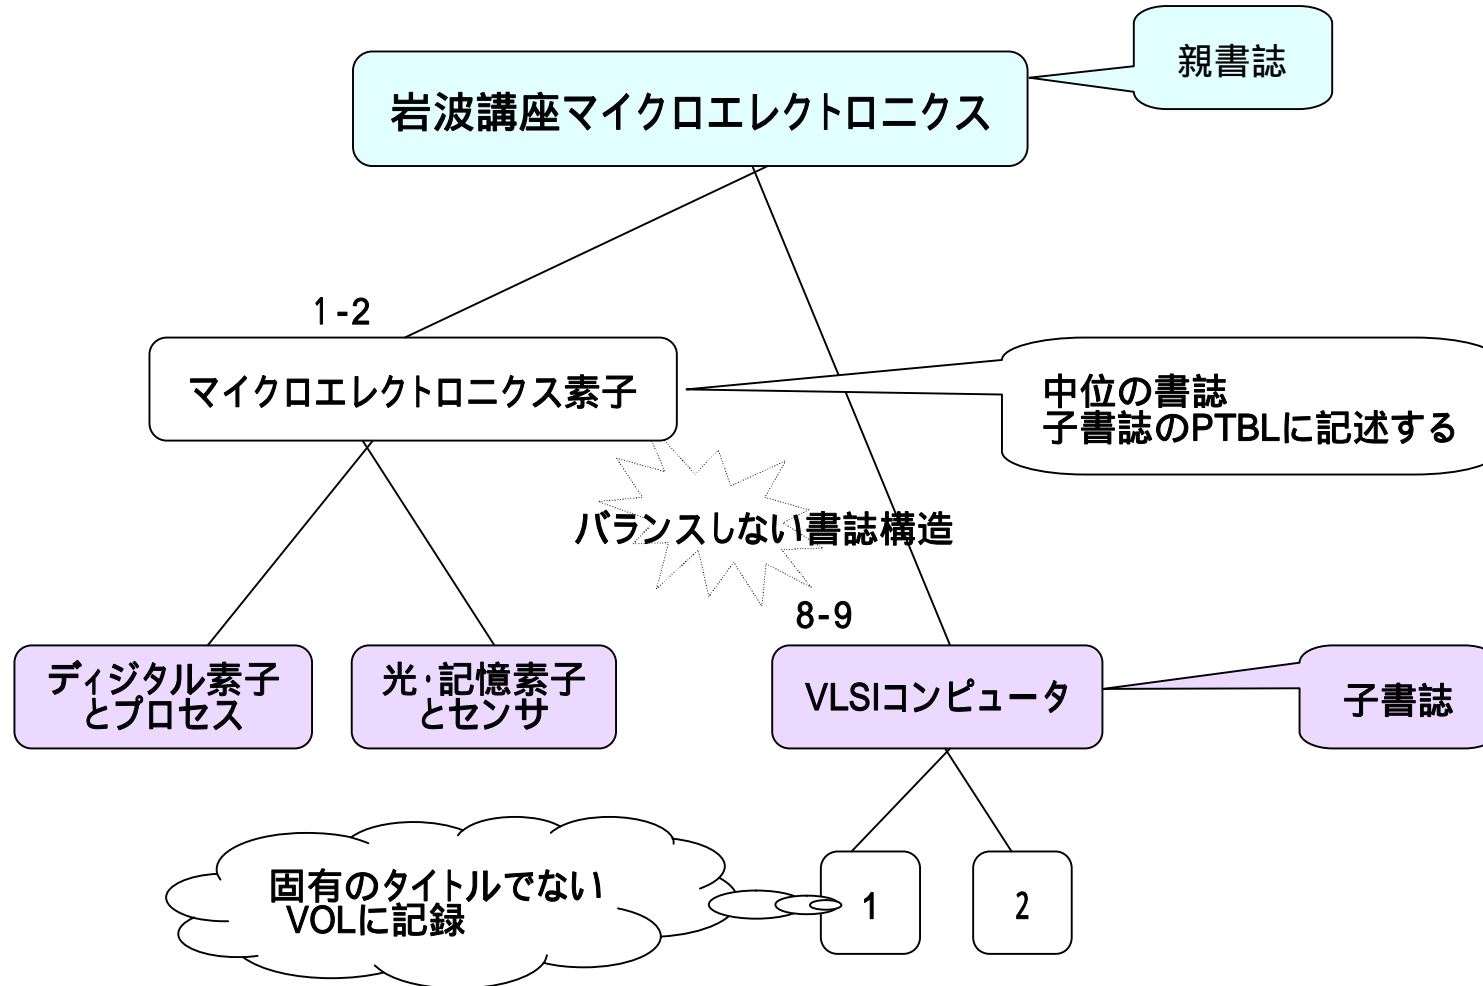 親書誌
岩波講座マイクロエレクトロニクス
1-2
マイクロエレクトロニクス素子
中位の書誌
子書誌のPTBLに記述する
バランスしない書誌構造
8-9
ディジタル素子
とプロセス
光・記憶素子
とセンサ
VLSIコンピュータ
子書誌
固有のタイトルでない
VOLに記録
1
2